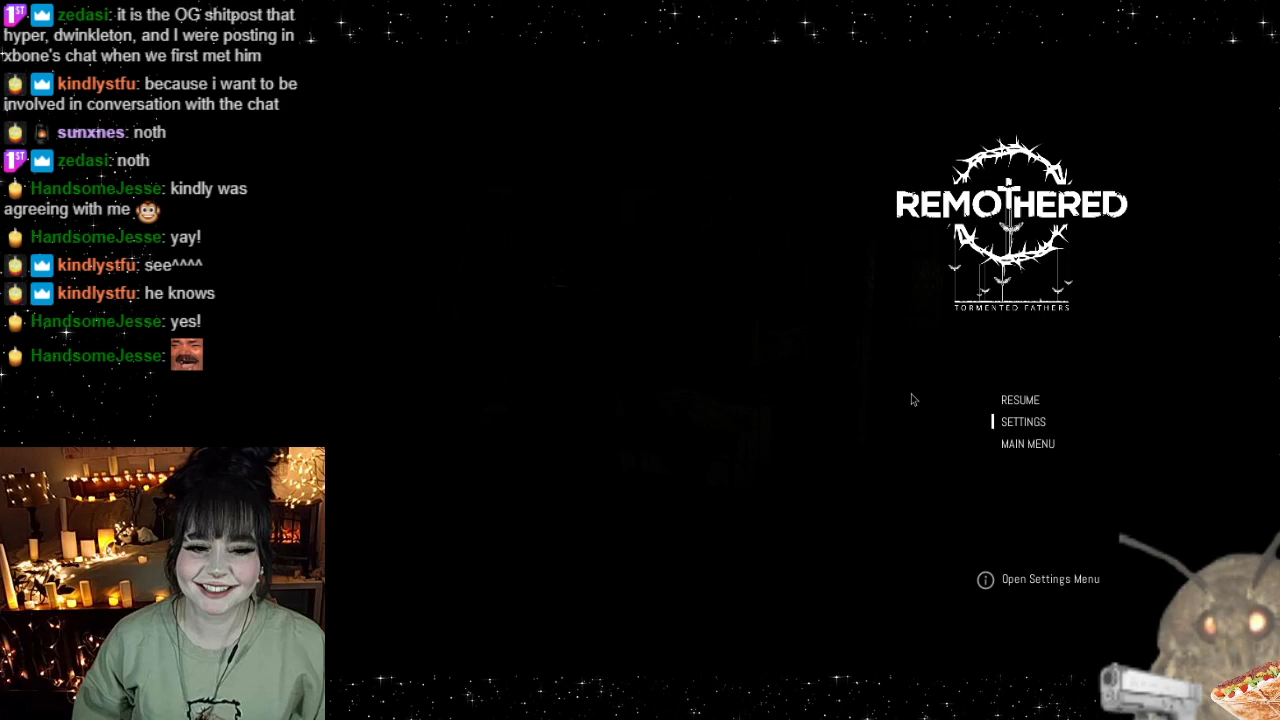 1ST zedasi: it is the OG shitpost that
hyper, dwinkleton, and I were posting in
xbone's chat when we first met him
kindlystfu: because i want to be
involved in conversation with the chat
sunxnes: noth
1ST zedasi: noth
HandsomeJesse: kindly was
agreeing with me
HandsomeJesse: yay!
kindlystfu: see^^^^
kindlystfu: he knows
HandsomeJesse: yes!
HandsomeJesse:
REMOTHERED
TORMENTED FATHERS
RESUME
SETTINGS
MAIN MENU
Open Settings Menu